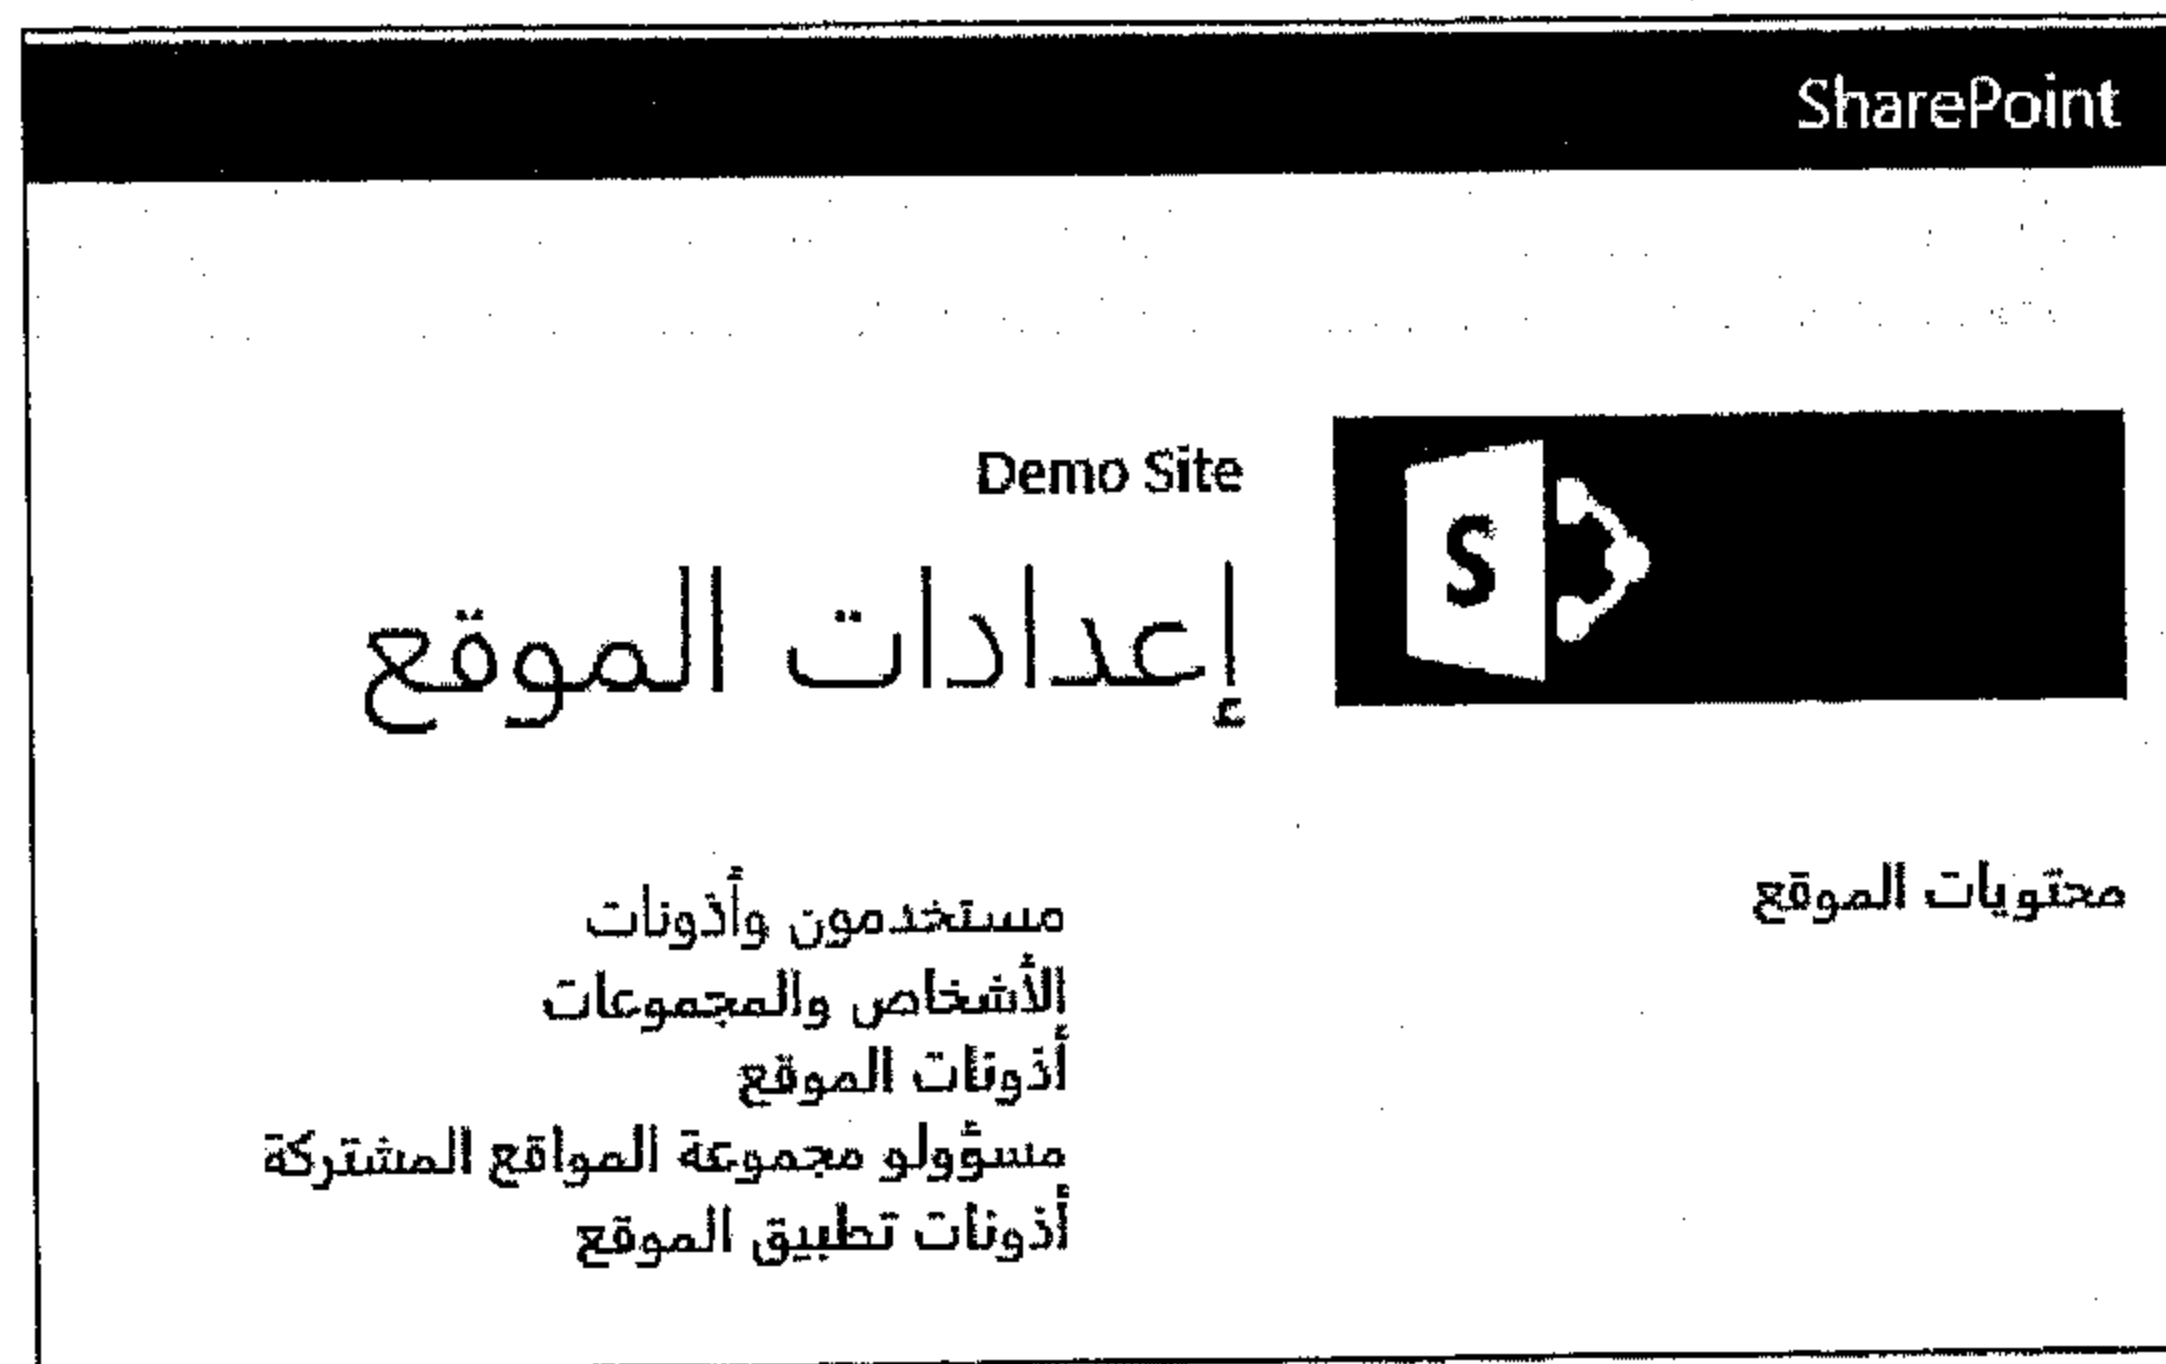 SharePoint
Demo Site
S
إعدادات الموقع
محتويات الموقع
مستخدمون وأذونات
الأشخاص والمجموعات
أذونات الموقع
مسؤولو مجموعة المواقع المشتركة
أذونات تطبيق الموقع